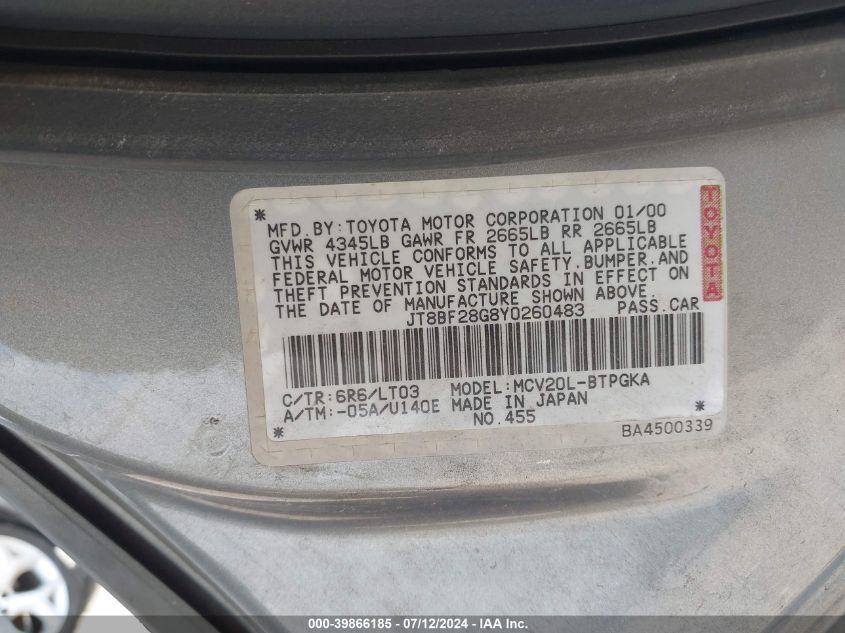 MFD.BY:TOYOTA MOTOR CORPORATION 01/00
GVWR 4345LB GAWR FR 2665LB RR 2665LB
THIS VEHICLE CONFORMS TO ALL APPLICABLE
FEDERAL MOTOR VEHICLE SAFETY,BUMPER,AND
THEFT PREVENTION STANDARDS IN EFFECT ON
THE DATE OF MANUFACTURE SHOWN ABOVE.
JT8BF28G8Y0260483 PASS.CAR
TOYOTA
C/TR:6R6/LT03 MODEL:MCV20L-BTPGKA
A/TM:-05A/U140E MADE IN JAPAN
NO.455
BA4500339
000-39866185 - 07/12/2024 - IAA Inc.